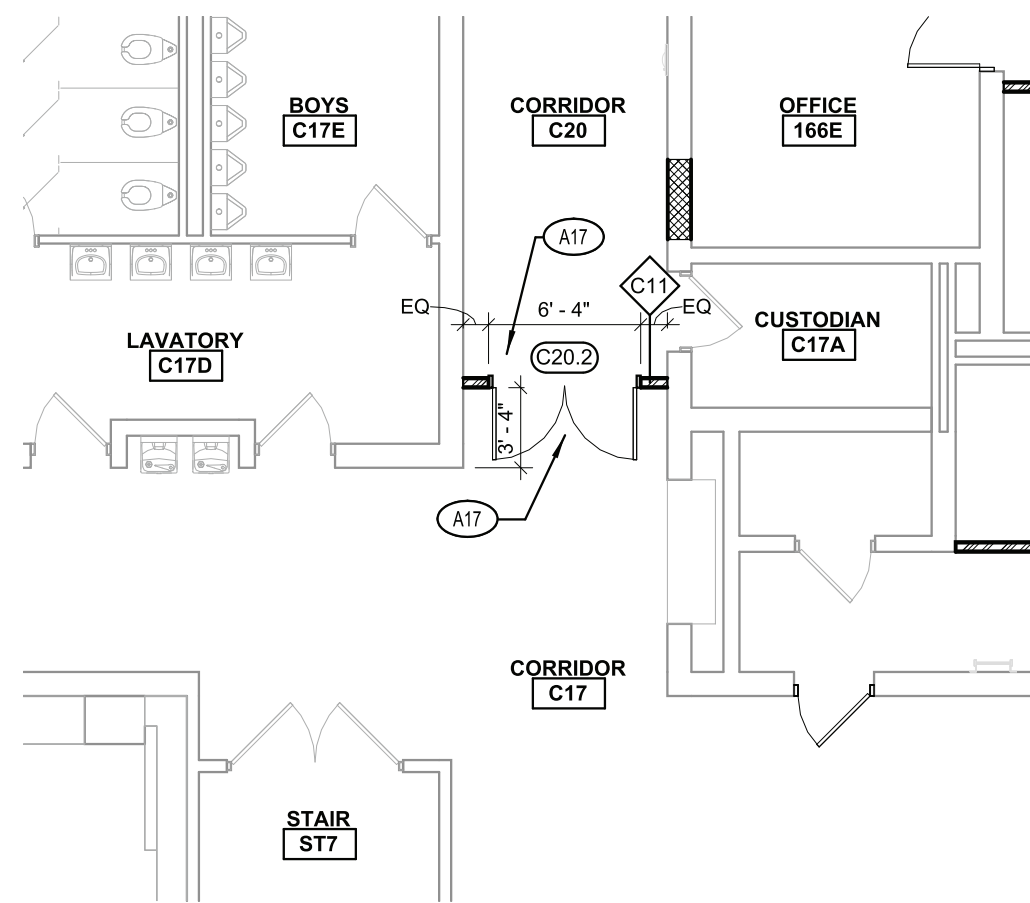 BOYS
C17E
CORRIDOR
C20
OFFICE
166E
A17
C11
EQ
6' - 4"
EQ
CUSTODIAN
C17A
LAVATORY
C17D
C20.2
3' - 4"
A17
CORRIDOR
C17
STAIR
ST7